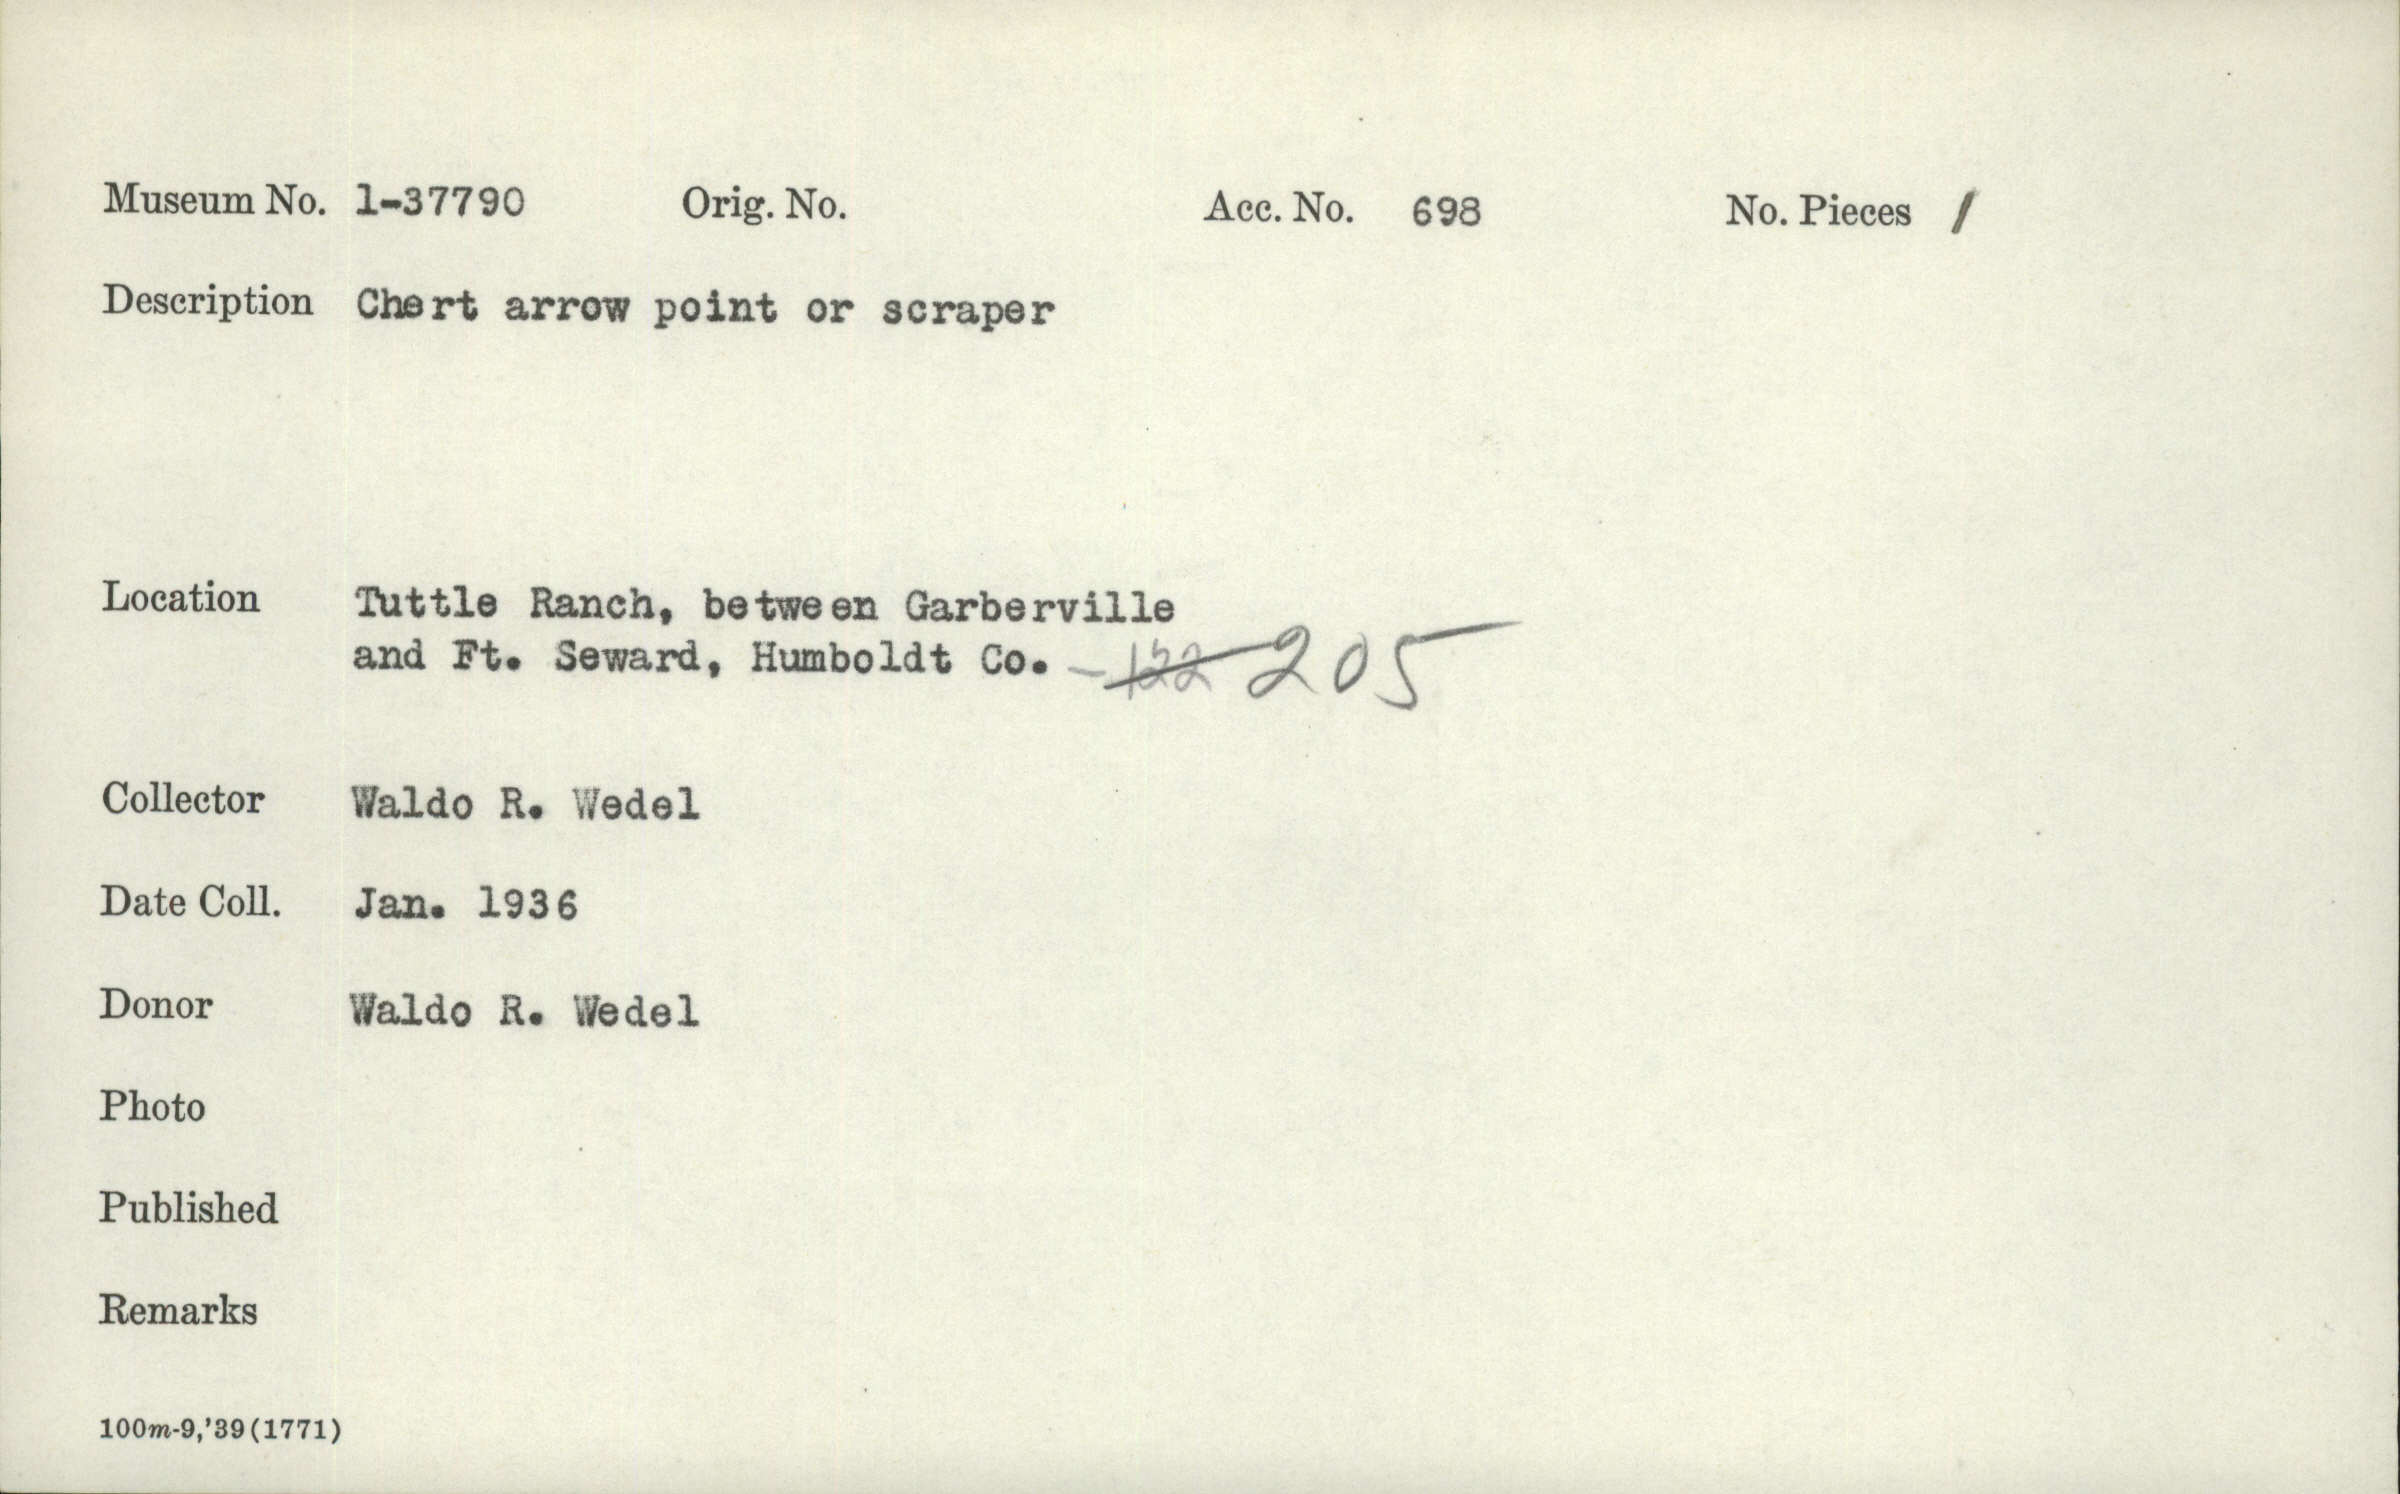 Museum No. 1-37790 Orig. No. Acc. No. 698 No. Pieces 1
Description Chert arrow point or scraper
Location Tuttle Ranch, between Garberville
and Ft. Seward, Humboldt Co. -122 205
Collector Waldo R. Wedel
Date Coll. Jan. 1936
Donor Waldo R. Wedel
Photo
Published
Remarks
100m-9,'39(1771)